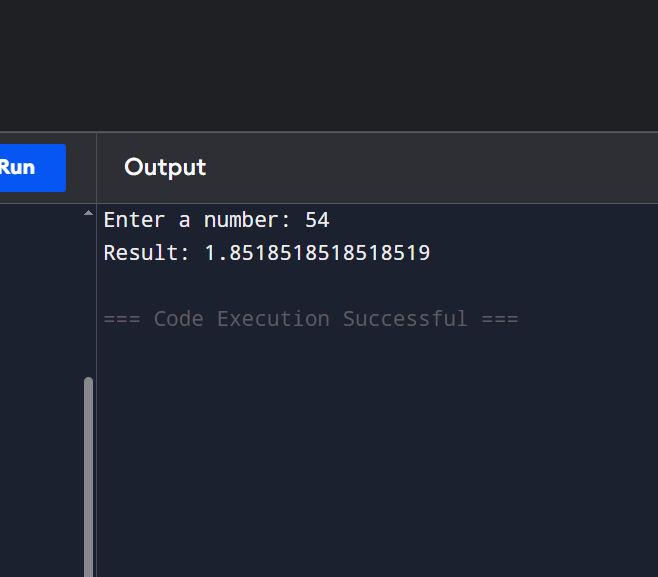 Run
Output
Enter a number: 54
Result: 1.8518518518518519
=== Code Execution Successful ===